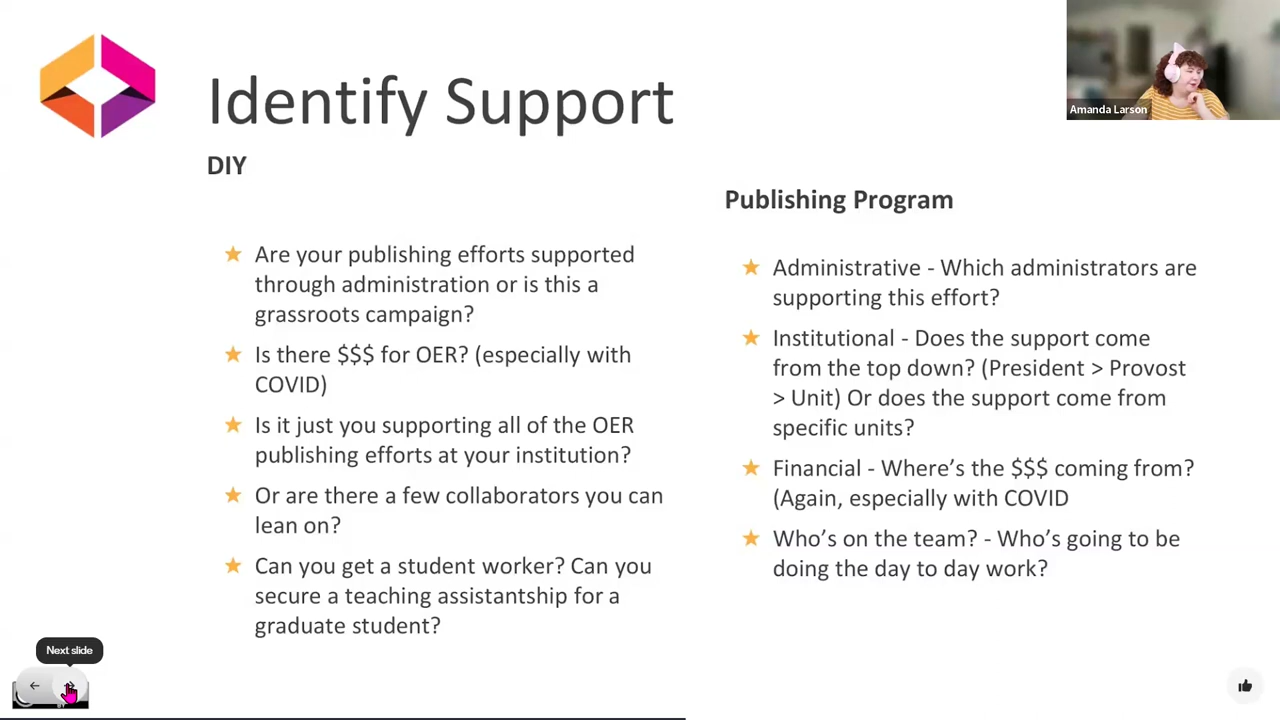 Identify Support
DIY
Are your publishing efforts supported
through administration or is this a
grassroots campaign?
Is there $$$ for OER? (especially with
COVID)
Is it just you supporting all of the OER
publishing efforts at your institution?
Or are there a few collaborators you can
lean on?
Can you get a student worker? Can you
secure a teaching assistantship for a
graduate student?
Publishing Program
Administrative - Which administrators are
supporting this effort?
Institutional - Does the support come
from the top down? (President > Provost
> Unit) Or does the support come from
specific units?
Financial - Where's the $$$ coming from?
(Again, especially with COVID
Who's on the team? - Who's going to be
doing the day to day work?
Amanda Larson
Next slide